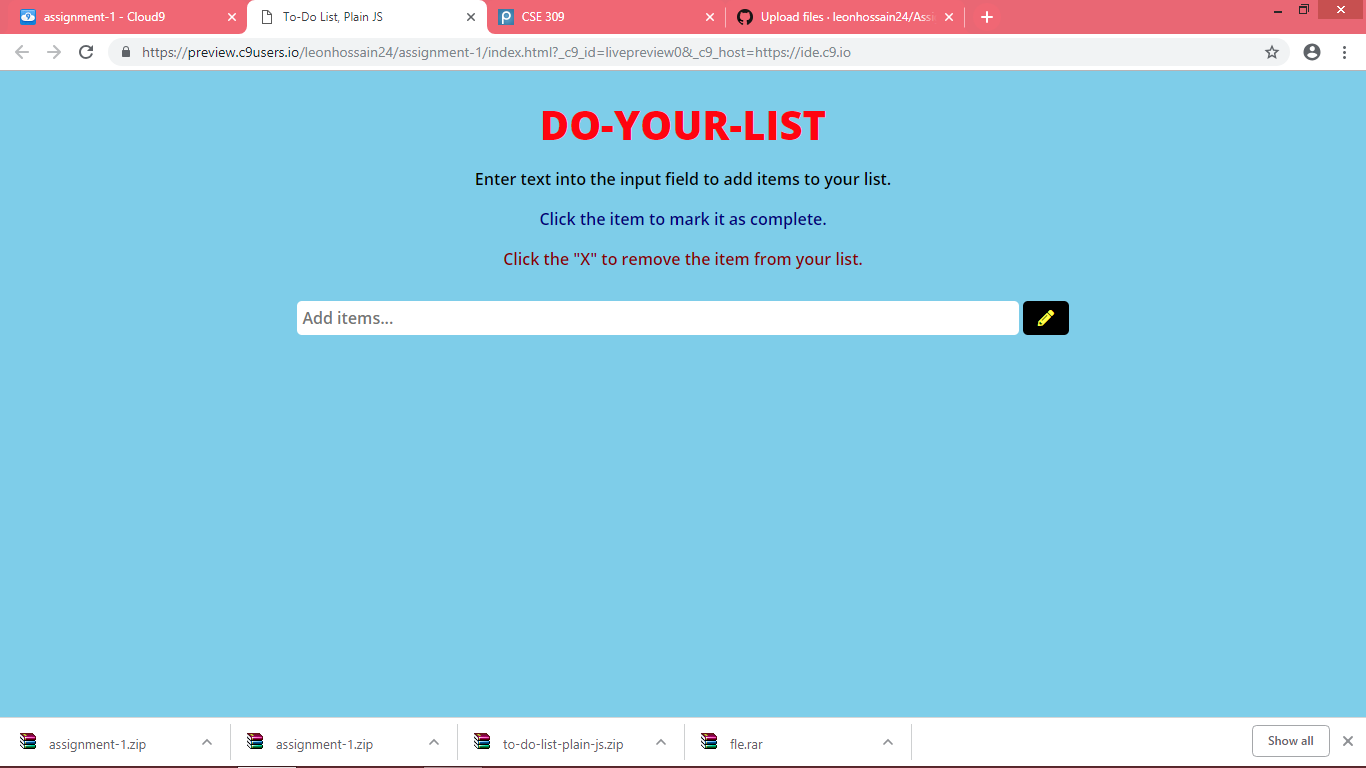 assignment-1 - Cloud9
To-Do List, Plain JS
CSE 309
Upload files · leonhossain24/Assi
https://preview.c9users.io/leonhossain24/assignment-1/index.html?_c9_id=livepreview0&_c9_host=https://ide.c9.io
DO-YOUR-LIST
Enter text into the input field to add items to your list.
Click the item to mark it as complete.
Click the "X" to remove the item from your list.
Add items...
assignment-1.zip
assignment-1.zip
to-do-list-plain-js.zip
fle.rar
Show all